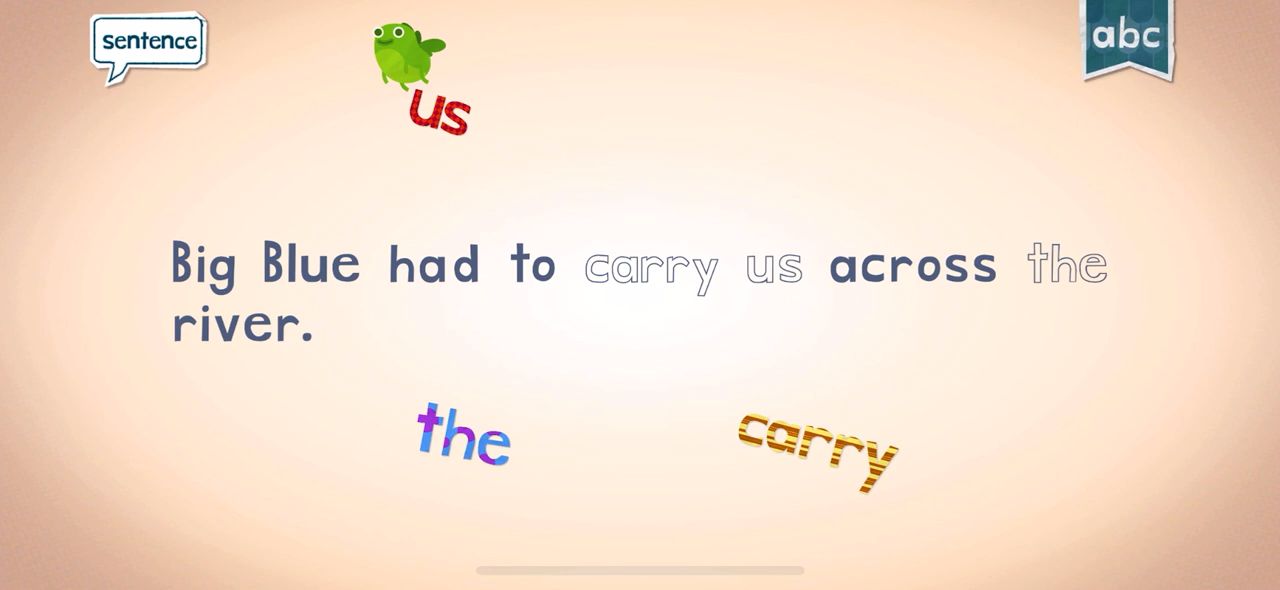 sentence
abc
us
Big Blue had to carry us across the
river.
the
carry